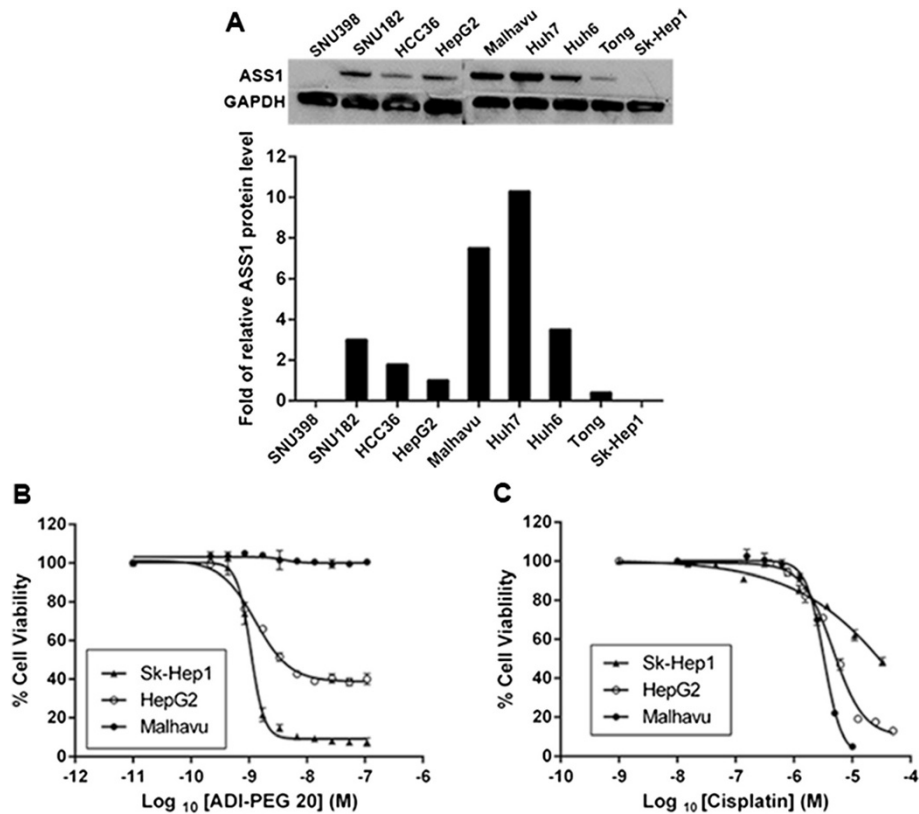 A
SNU398
SNU182
HCC36
HepG2
Malhavu
Huh7
Huh6
Tong
Sk-Hep1
ASS1
GAPDH
Fold of relative ASS1 protein level
12
10
8
6
4
2
0
SNU398
SNU182
HCC36
HepG2
Malhavu
Huh7
Huh6
Tong
Sk-Hep1
B
% Cell Viability
120
100
80
60
40
20
0
Sk-Hep1
HepG2
Malhavu
-12 -11 -10 -9 -8 -7 -6
Log 10 [ADI-PEG 20] (M)
C
% Cell Viablility
120
100
80
60
40
20
0
Sk-Hep1
HepG2
Malhavu
-10 -9 -8 -7 -6 -5 -4
Log 10 [Cisplatin] (M)